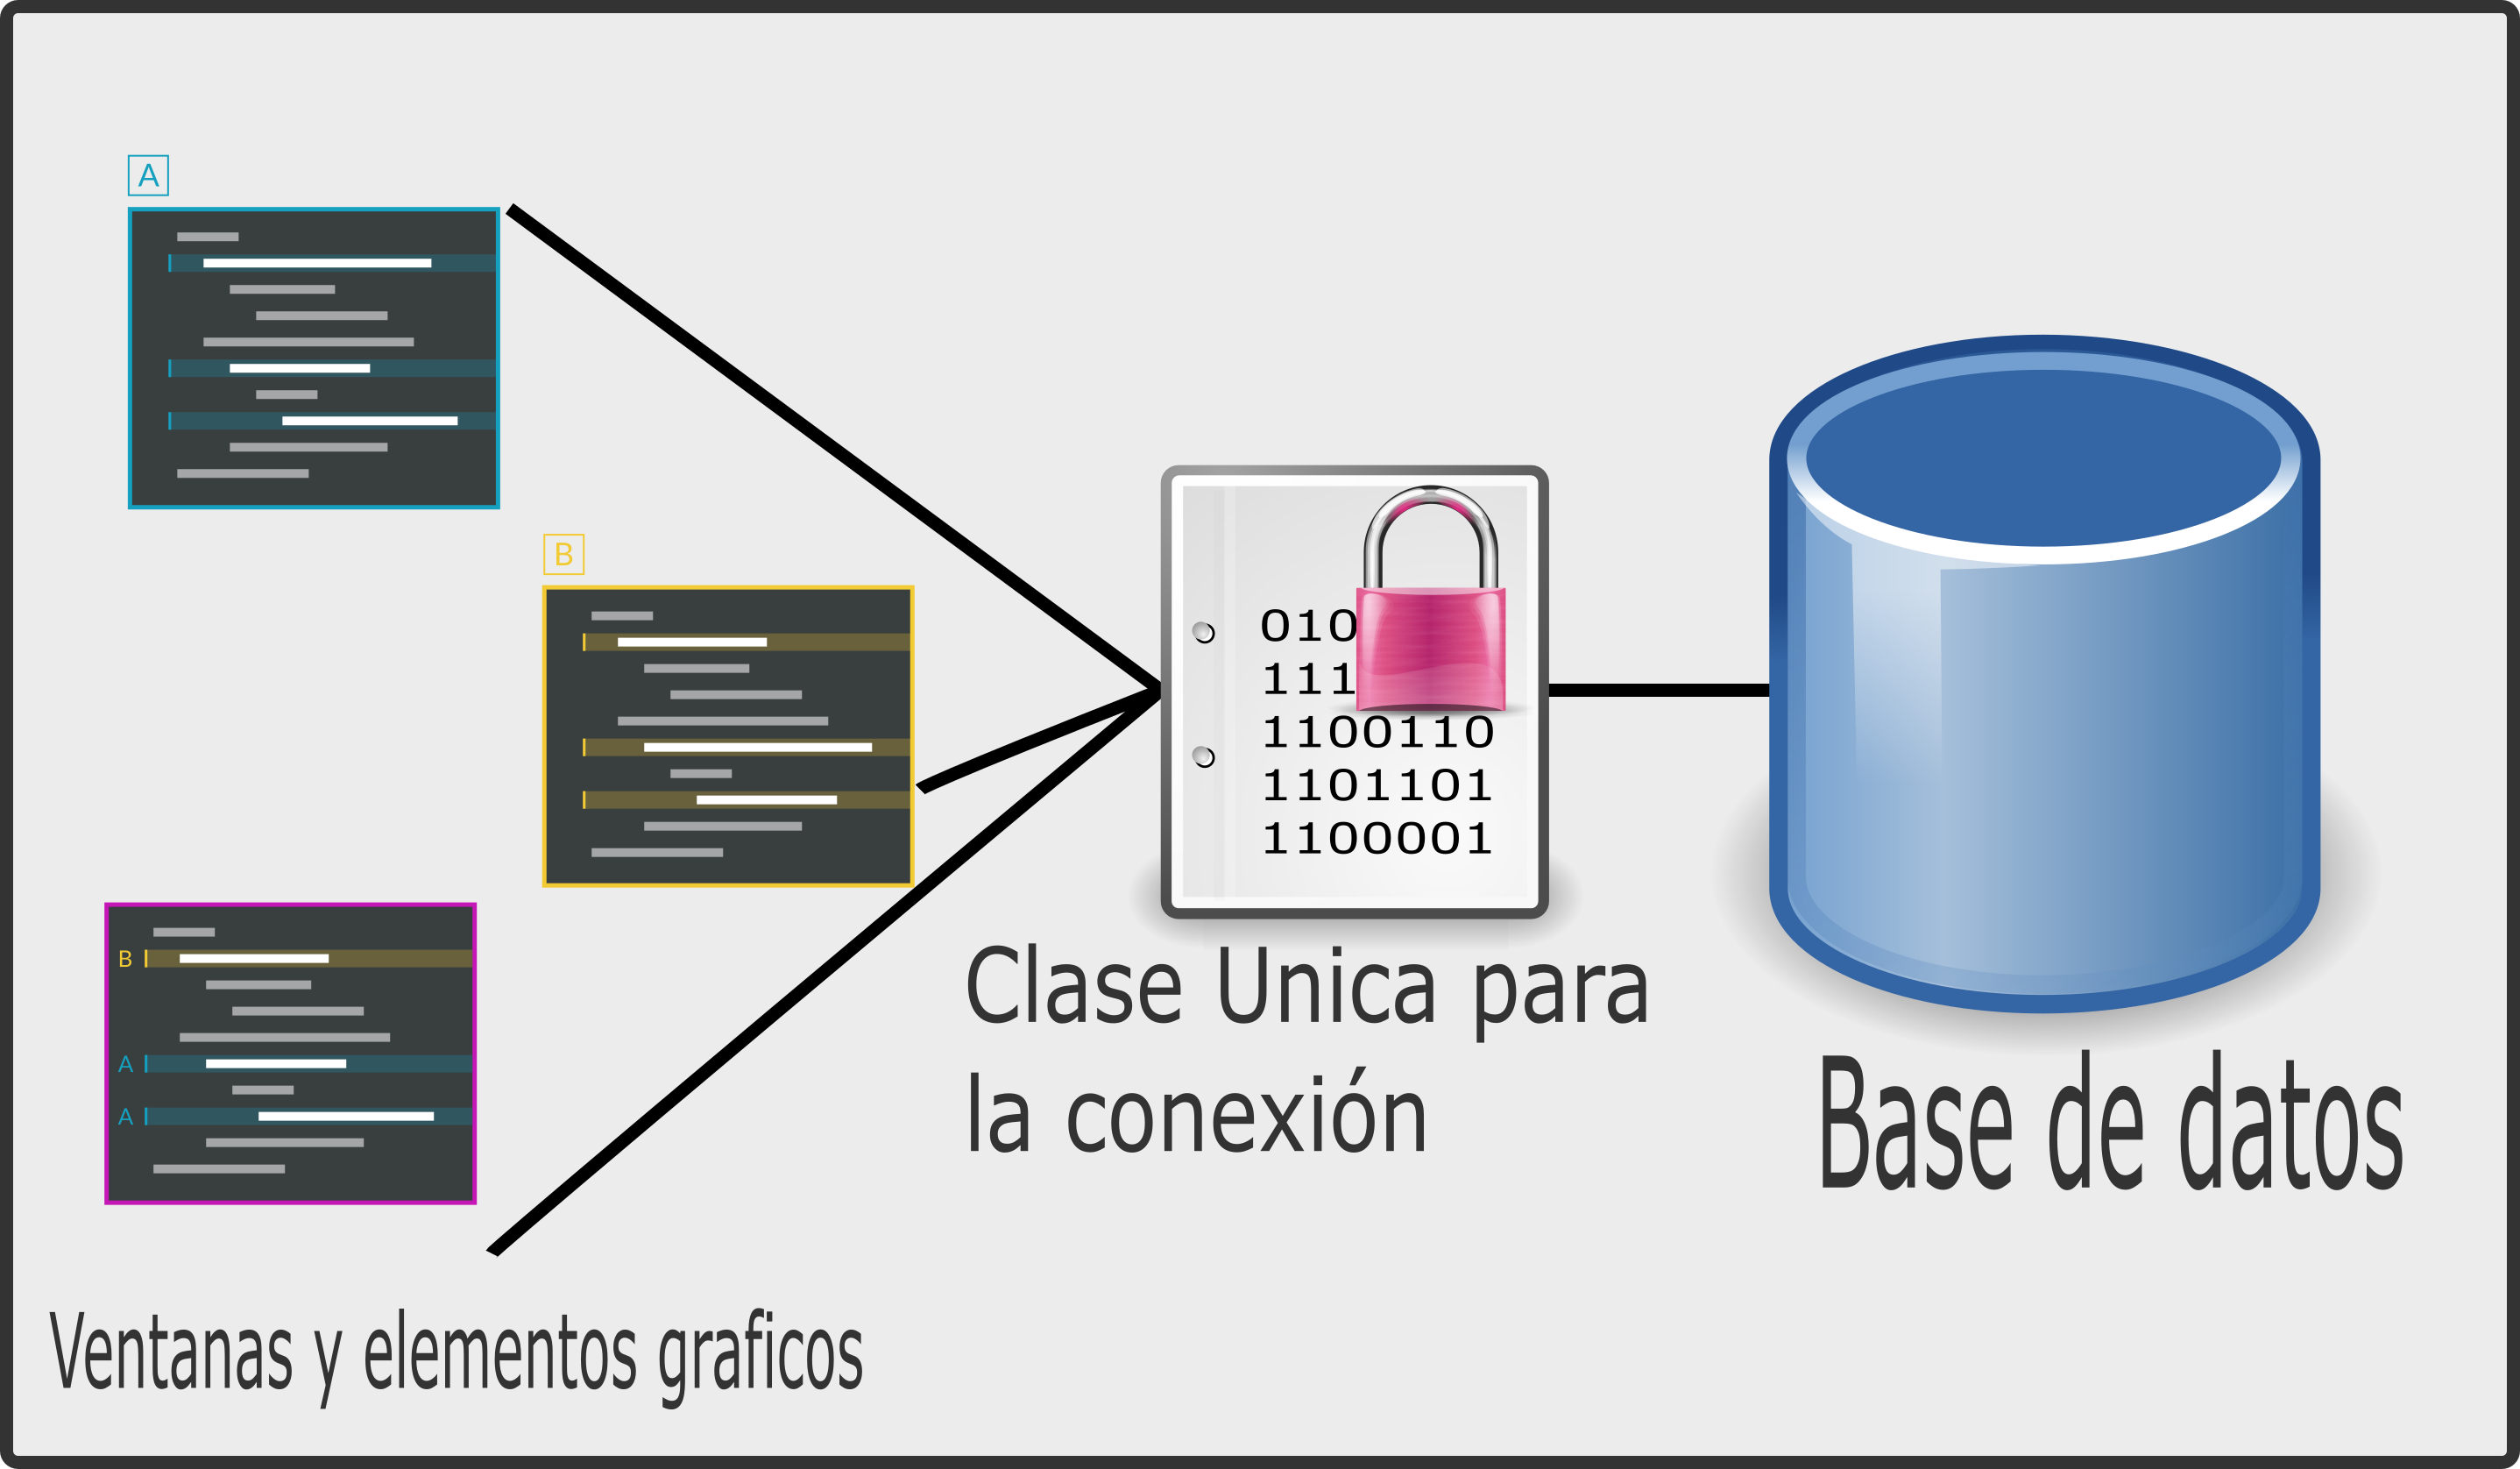 A
B
B
A
A
010
111
1100110
1101101
1100001
Clase Unica para
la conexión
Base de datos
Ventanas y elementos graficos